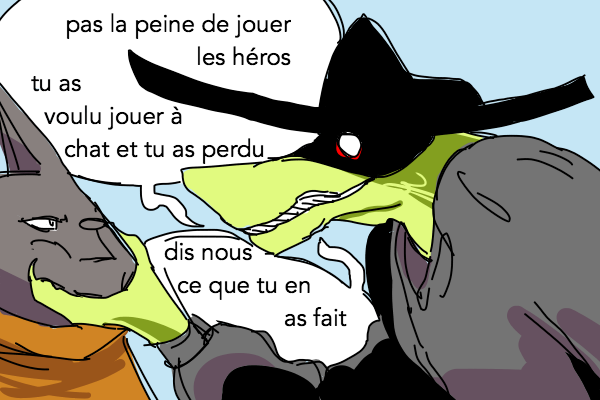 pas la peine de jouer
les héros
tu as
voulu jouer à
chat et tu as perdu
dis nous
ce que tu en
as fait